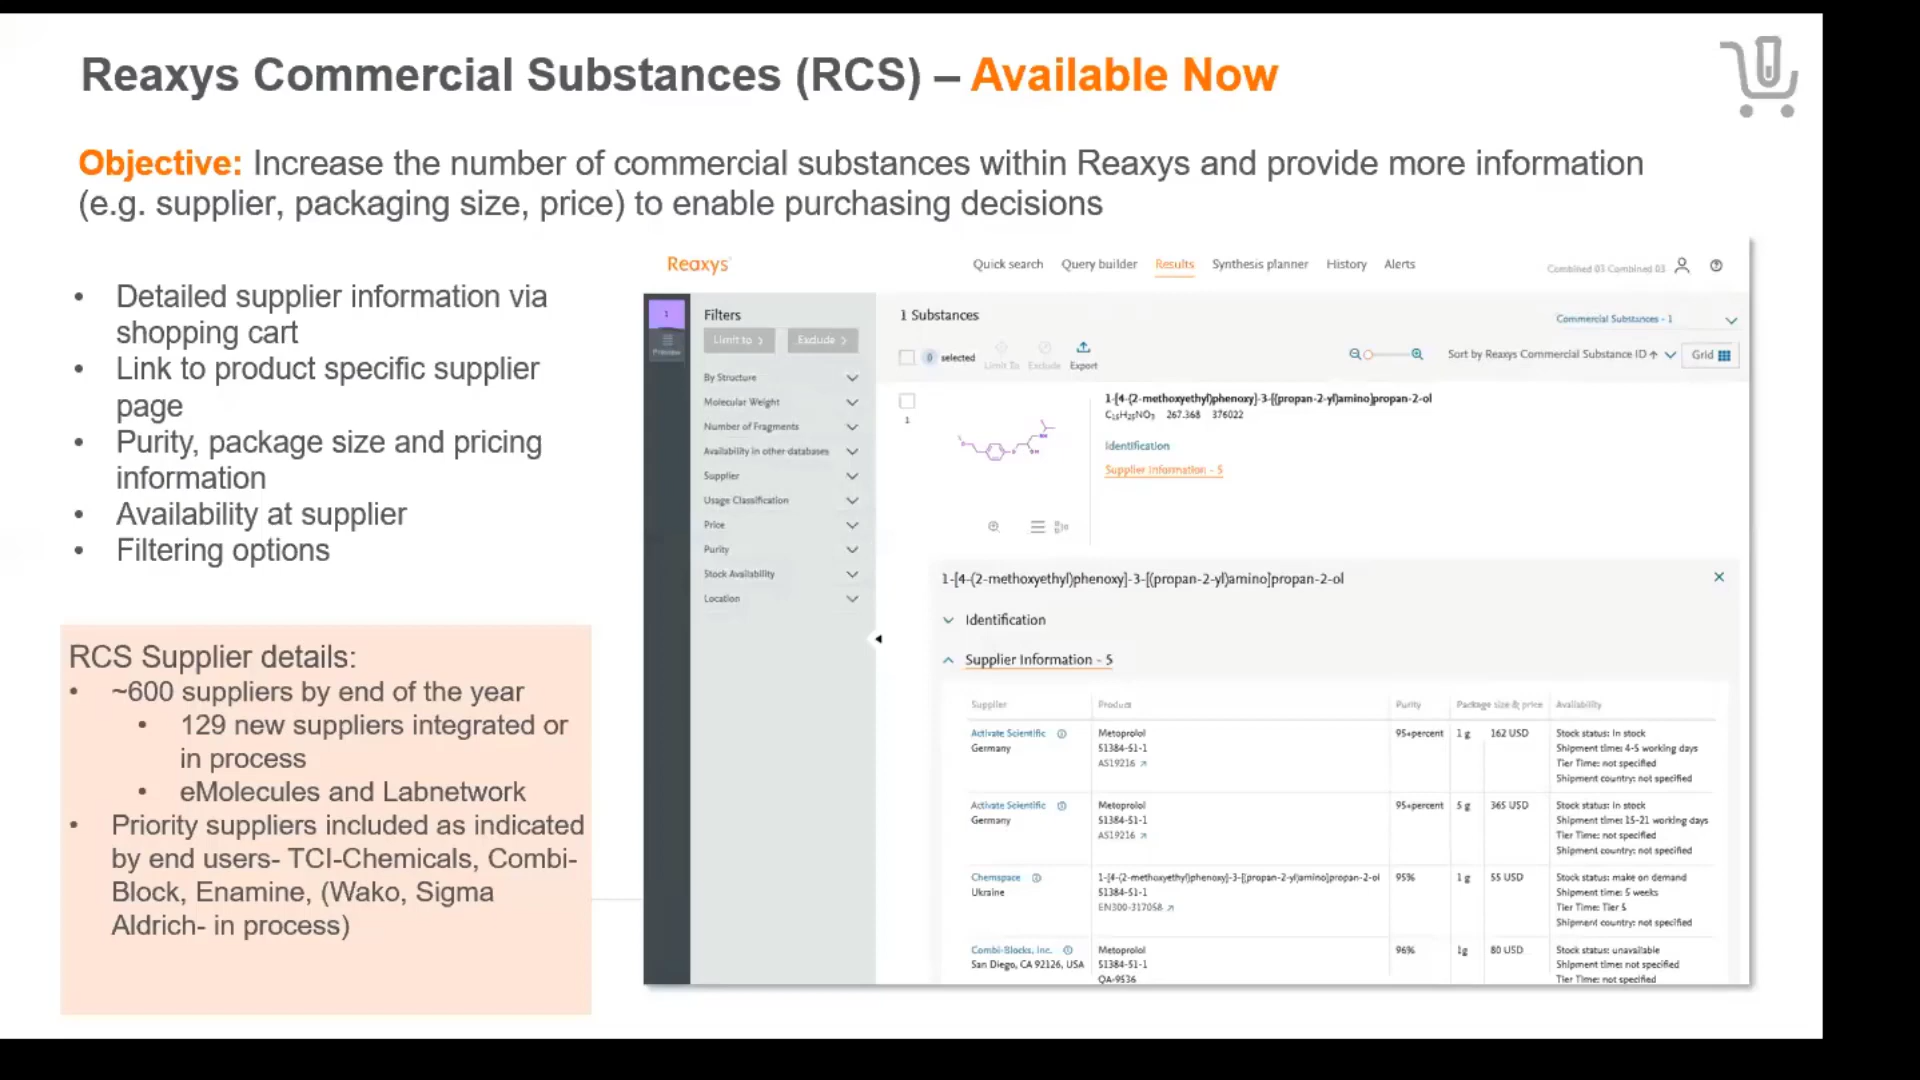 Reaxys Commercial Substances (RCS) – Available Now
Objective: Increase the number of commercial substances within Reaxys and provide more information
(e.g. supplier, packaging size, price) to enable purchasing decisions
• Detailed supplier information via
shopping cart
• Link to product specific supplier
page
• Purity, package size and pricing
information
• Availability at supplier
• Filtering options
RCS Supplier details:
• ~600 suppliers by end of the year
• 129 new suppliers integrated or
in process
• eMolecules and Labnetwork
• Priority suppliers included as indicated
by end users- TCI-Chemicals, Combi-
Block, Enamine, (Wako, Sigma
Aldrich- in process)
Reaxys
Quick search Query builder Results Synthesis planner History Alerts
Combined 03 Combined 03
1
Preview
Filters
Limit to > Exclude >
By Structure
Molecular Weight
Number of Fragments
Availability in other databases
Supplier
Usage Classification
Price
Purity
Stock Availability
Location
1 Substances
Commercial Substances - 1
0 selected
Limit To Exclude Export
Sort by Reaxys Commercial Substance ID ↑
Grid
1
1-[4-(2-methoxyethyl)phenoxy]-3-[(propan-2-yl)amino]propan-2-ol
C₁₅H₂₅NO₃ 267.368 376022
Identification
Supplier Information - 5
1-[4-(2-methoxyethyl)phenoxy]-3-[(propan-2-yl)amino]propan-2-ol
Identification
Supplier Information - 5
Supplier Product Purity Package size & price Availability
Activate Scientific Metoprolol 95+percent 1 g 162 USD Stock status: In stock
Germany 51384-51-1 Shipment time: 4-5 working days
AS19216 Tier Time: not specified
Shipment country: not specified
Activate Scientific Metoprolol 95+percent 5 g 365 USD Stock status: In stock
Germany 51384-51-1 Shipment time: 15-21 working days
AS19216 Tier Time: not specified
Shipment country: not specified
Chemspace 1-[4-(2-methoxyethyl)phenoxy]-3-[(propan-2-yl)amino]propan-2-ol 95% 1 g 55 USD Stock status: make on demand
Ukraine 51384-51-1 Shipment time: 5 weeks
EN300-317058 Tier Time: Tier 5
Shipment country: not specified
Combi-Blocks, Inc. Metoprolol 96% 1g 80 USD Stock status: unavailable
San Diego, CA 92126, USA 51384-51-1 Shipment time: not specified
QA-9536 Tier Time: not specified